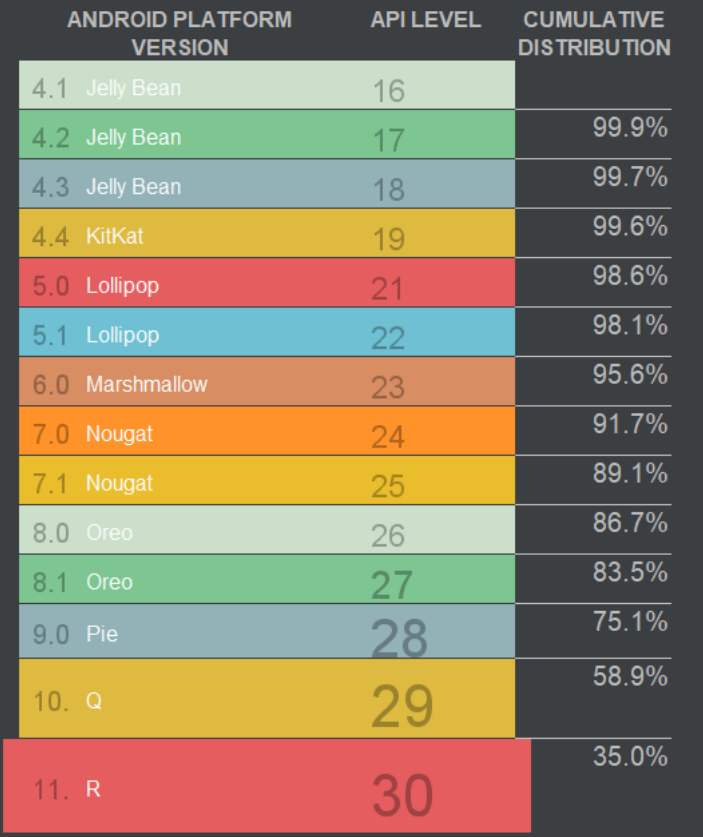 ANDROID PLATFORM VERSION API LEVEL CUMULATIVE DISTRIBUTION
4.1 Jelly Bean 16
99.9%
4.2 Jelly Bean 17
99.7%
4.3 Jelly Bean 18
99.6%
4.4 KitKat 19
98.6%
5.0 Lollipop 21
98.1%
5.1 Lollipop 22
95.6%
6.0 Marshmallow 23
91.7%
7.0 Nougat 24
89.1%
7.1 Nougat 25
86.7%
8.0 Oreo 26
83.5%
8.1 Oreo 27
75.1%
9.0 Pie 28
58.9%
10. Q 29
35.0%
11. R 30